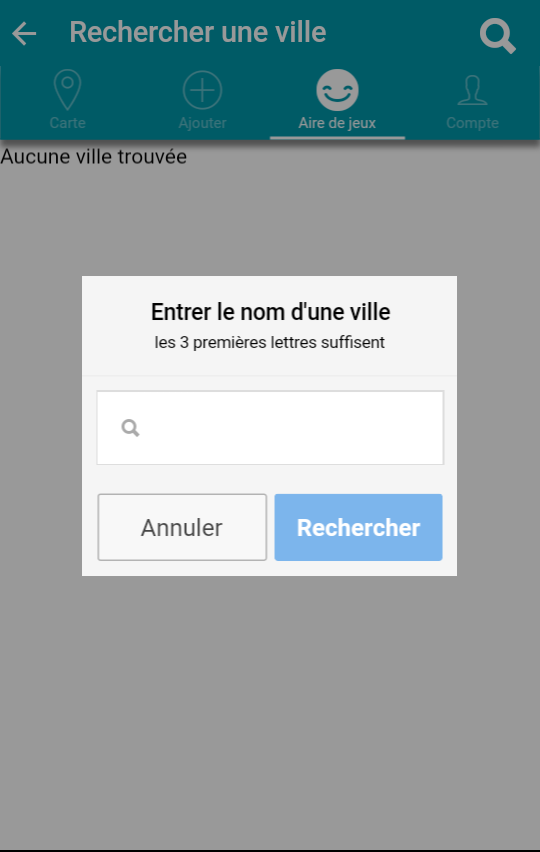 Rechercher une ville
Carte
Ajouter
Aire de jeux
Compte
Aucune ville trouvée
Entrer le nom d'une ville
les 3 premières lettres suffisent
Annuler
Rechercher